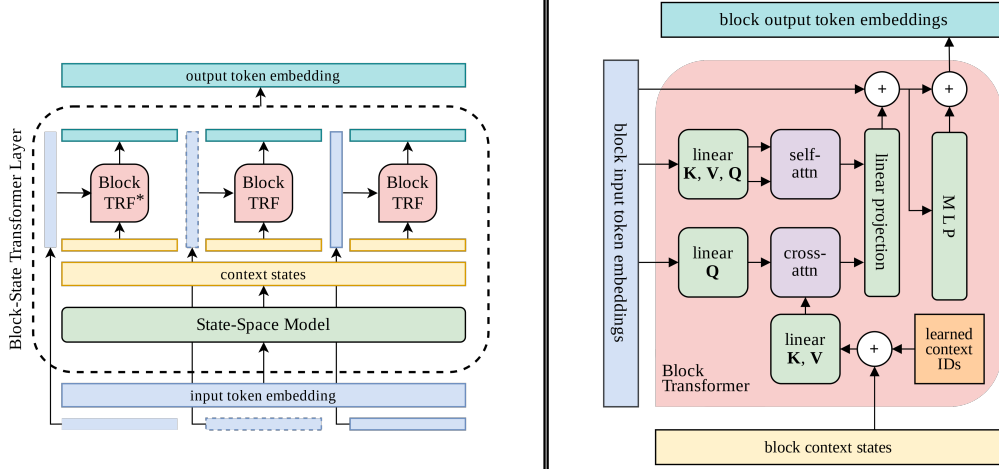 output token embedding
Block-State Transformer Layer
Block
TRF*
Block
TRF
Block
TRF
context states
State-Space Model
input token embedding
block output token embeddings
block input token embeddings
+
+
linear
K, V, Q
self-
attn
linear projection
MLP
linear
Q
cross-
attn
linear
K, V
+
learned
context
IDs
Block
Transformer
block context states